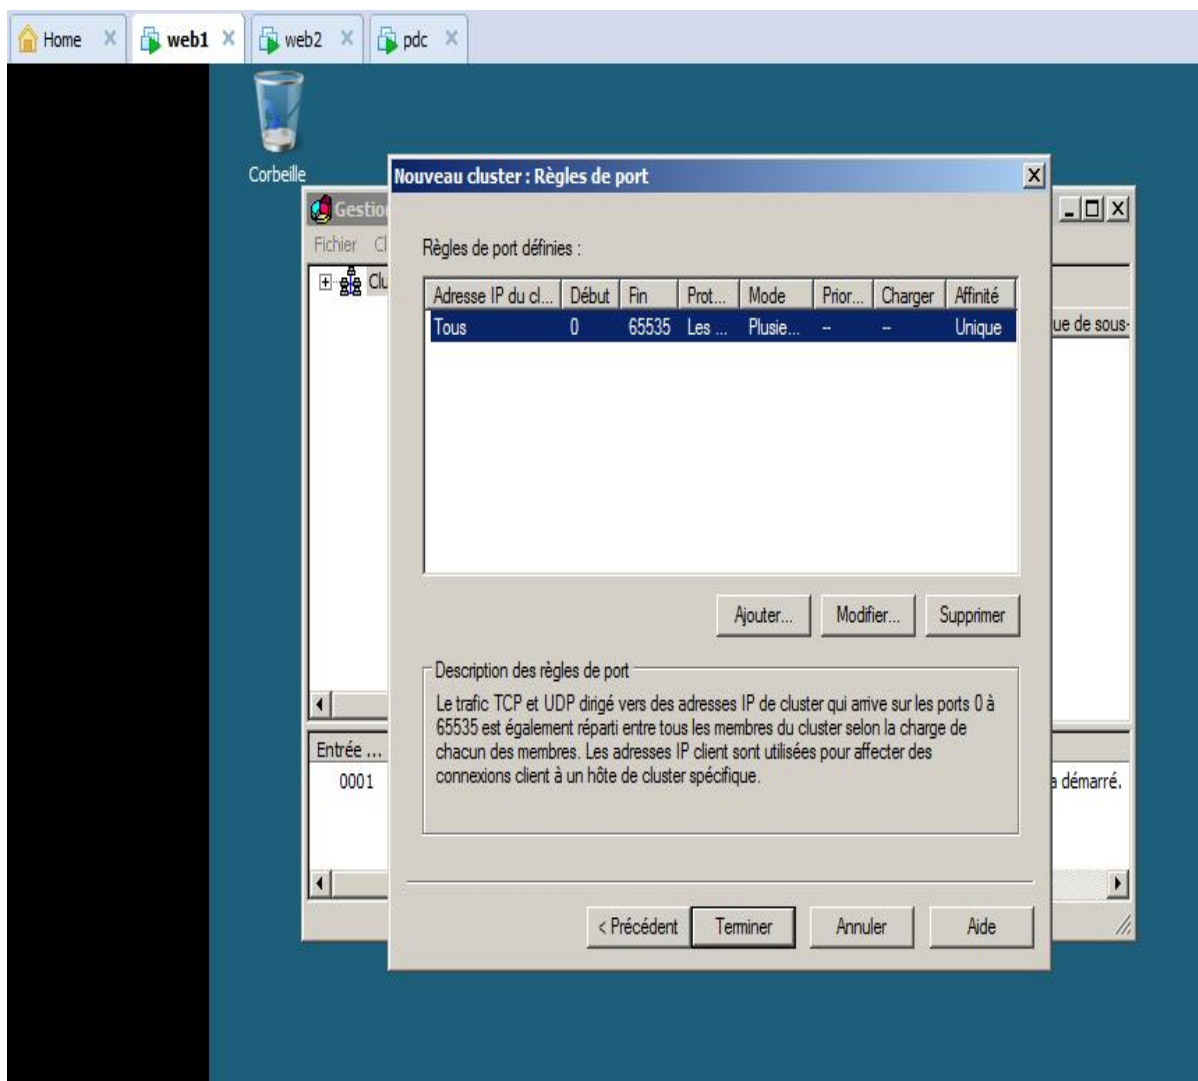 Home
web1
web2
pdc
Corbeille
Nouveau cluster : Règles de port
Gestion
Fichier Cl
Règles de port définies :
Clu
Adresse IP du cl... Début Fin Prot... Mode Prior... Charger Affinité
Tous 0 65535 Les ... Plusie... -- -- Unique
ue de sous-
Ajouter... Modifier... Supprimer
Description des règles de port
Le trafic TCP et UDP dirigé vers des adresses IP de cluster qui arrive sur les ports 0 à
65535 est également réparti entre tous les membres du cluster selon la charge de
chacun des membres. Les adresses IP client sont utilisées pour affecter des
connexions client à un hôte de cluster spécifique.
Entrée ...
0001
a démarré.
< Précédent Terminer Annuler Aide